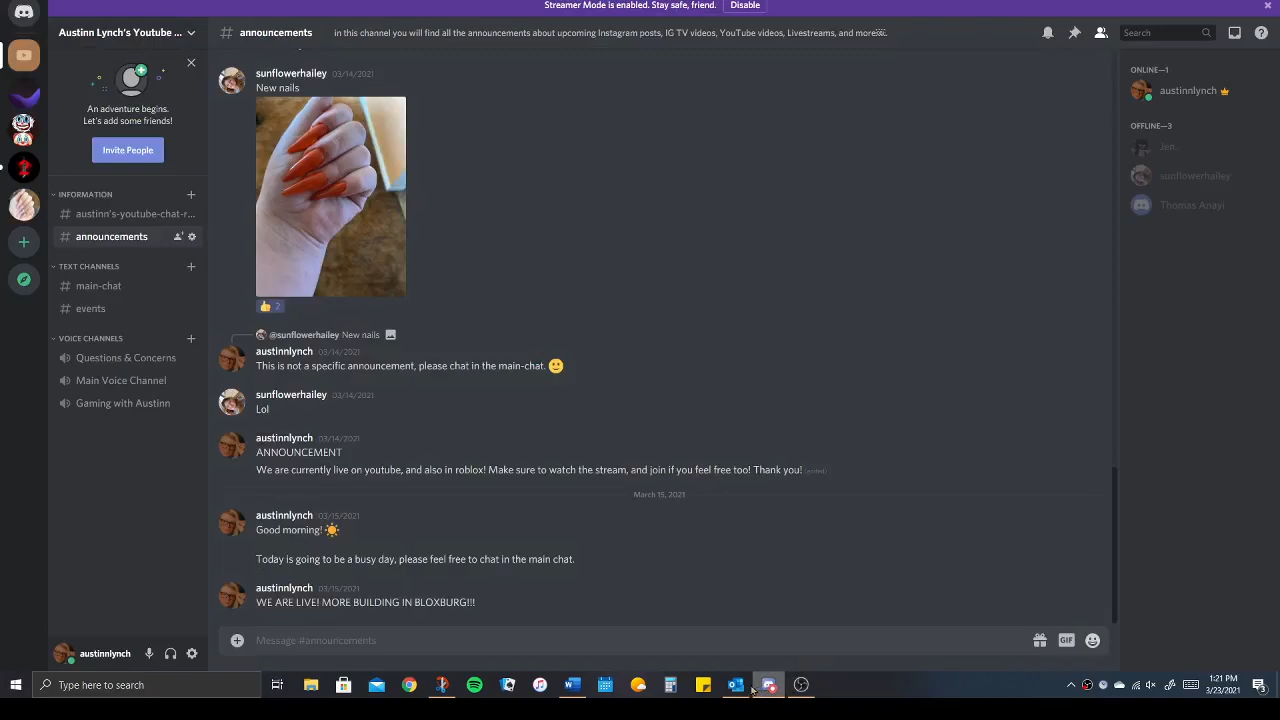 Streamer Mode is enabled. Stay safe, friend. Disable
Austinn Lynch's Youtube ...
announcements
in this channel you will find all the announcements about upcoming Instagram posts, IG TV videos, YouTube videos, Livestreams, and more
Search
An adventure begins.
Let's add some friends!
Invite People
INFORMATION
austinn's-youtube-chat-r...
announcements
TEXT CHANNELS
main-chat
events
VOICE CHANNELS
Questions & Concerns
Main Voice Channel
Gaming with Austinn
sunflowerhailey 03/14/2021
New nails
2
@sunflowerhailey New nails
austinnlynch 03/14/2021
This is not a specific announcement, please chat in the main-chat.
sunflowerhailey 03/14/2021
Lol
austinnlynch 03/14/2021
ANNOUNCEMENT
We are currently live on youtube, and also in roblox! Make sure to watch the stream, and join if you feel free too! Thank you! (edited)
March 15, 2021
austinnlynch 03/15/2021
Good morning!
Today is going to be a busy day, please feel free to chat in the main chat.
austinnlynch 03/15/2021
WE ARE LIVE! MORE BUILDING IN BLOXBURG!!!
Message #announcements
GIF
ONLINE—1
austinnlynch
OFFLINE—3
Jen..
sunflowerhailey
Thomas Anayi
austinnlynch
Type here to search
1:21 PM
3/23/2021